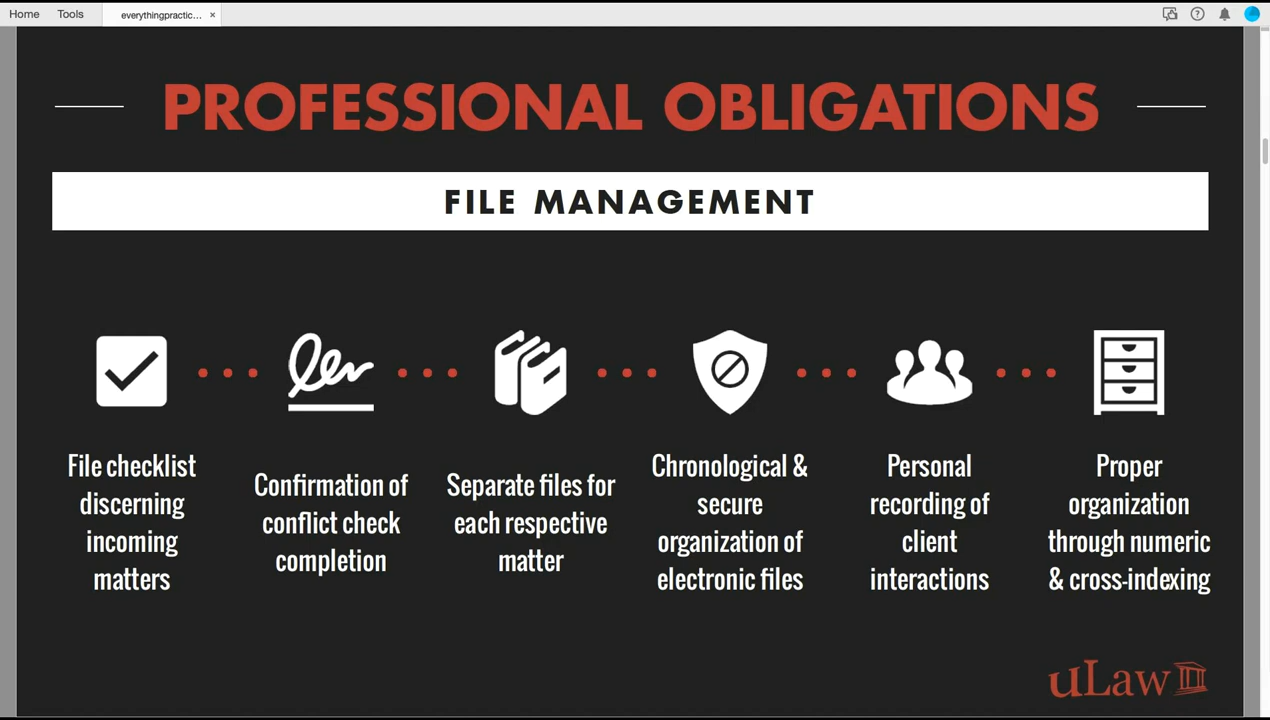 Home Tools everythingpractic... ×
PROFESSIONAL OBLIGATIONS
FILE MANAGEMENT
File checklist
discerning
incoming
matters
Confirmation of
conflict check
completion
Separate files for
each respective
matter
Chronological &
secure
organization of
electronic files
Personal
recording of
client
interactions
Proper
organization
through numeric
& cross-indexing
uLaw